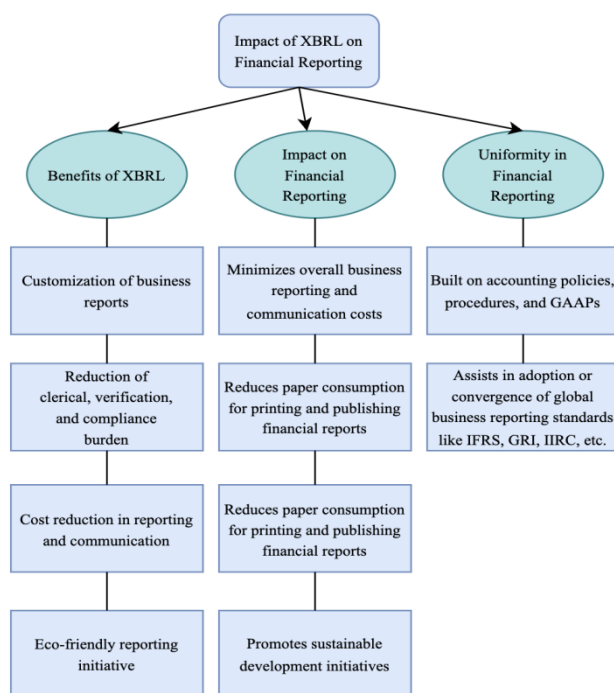 Impact of XBRL on
Financial Reporting
Benefits of XBRL
Impact on
Financial
Reporting
Uniformity in
Financial
Reporting
Customization of business
reports
Minimizes overall business
reporting and
communication costs
Built on accounting policies,
procedures, and GAAPs
Reduction of
clerical, verification,
and compliance
burden
Reduces paper consumption
for printing and publishing
financial reports
Assists in adoption or
convergence of global
business reporting standards
like IFRS, GRI, IIRC, etc.
Cost reduction in reporting
and communication
Reduces paper consumption
for printing and publishing
financial reports
Eco-friendly reporting
initiative
Promotes sustainable
development initiatives